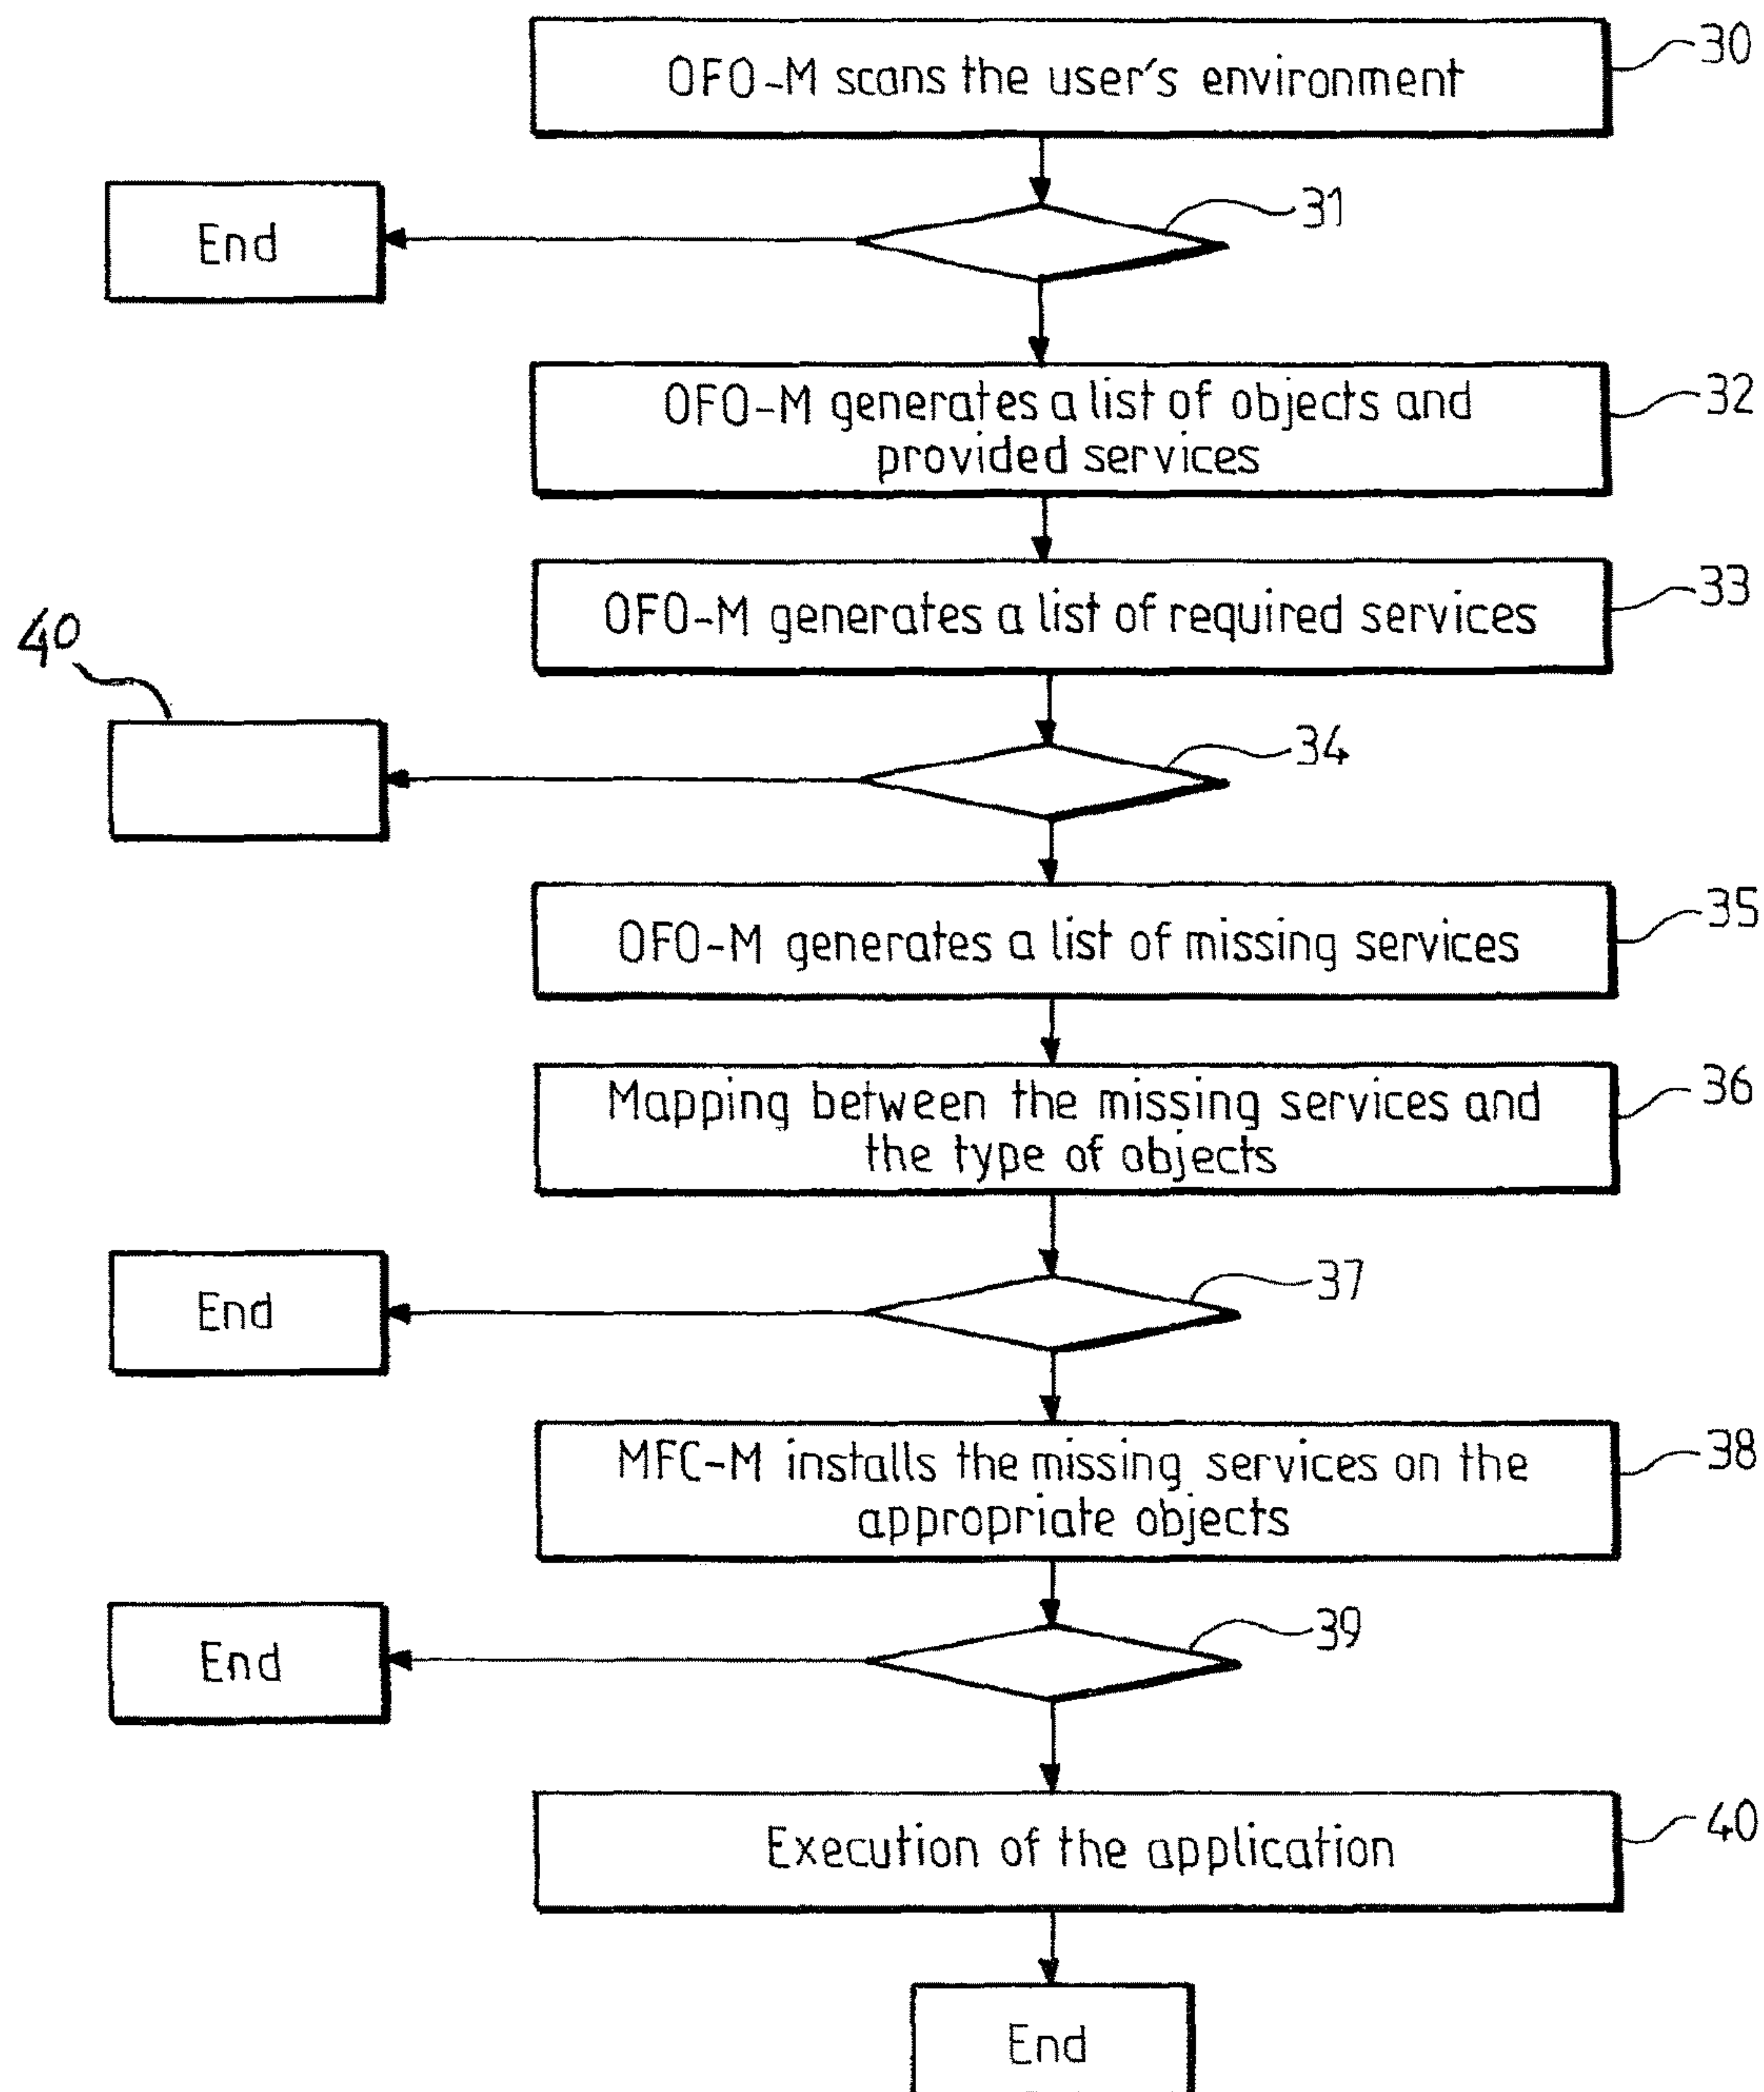 OFO-M scans the user's environment
30
31
End
OFO-M generates a list of objects and
provided services
32
OFO-M generates a list of required services
33
40
34
OFO-M generates a list of missing services
35
Mapping between the missing services and
the type of objects
36
37
End
MFC-M installs the missing services on the
appropriate objects
38
39
End
Execution of the application
40
End